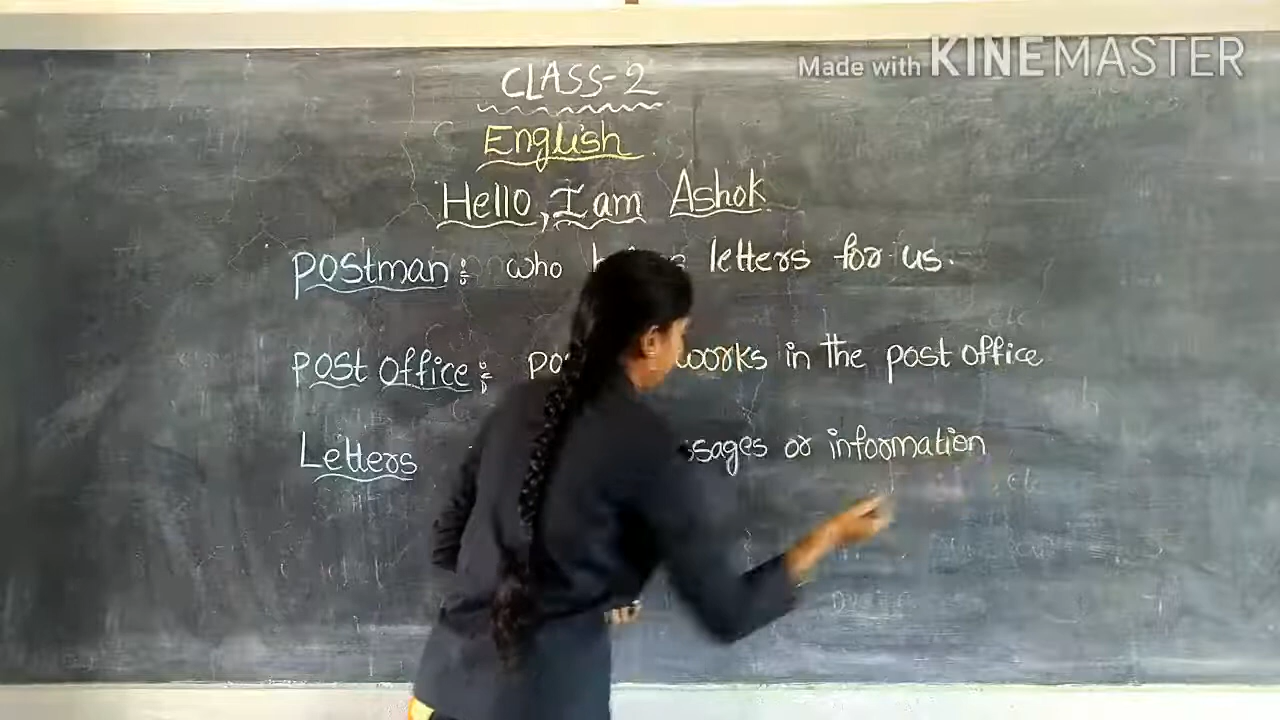 Made with KINEMASTER
CLASS-2
English
Hello, I am Ashok
Postman: who letters for us.
Post Office: works in the post office
Letters or information